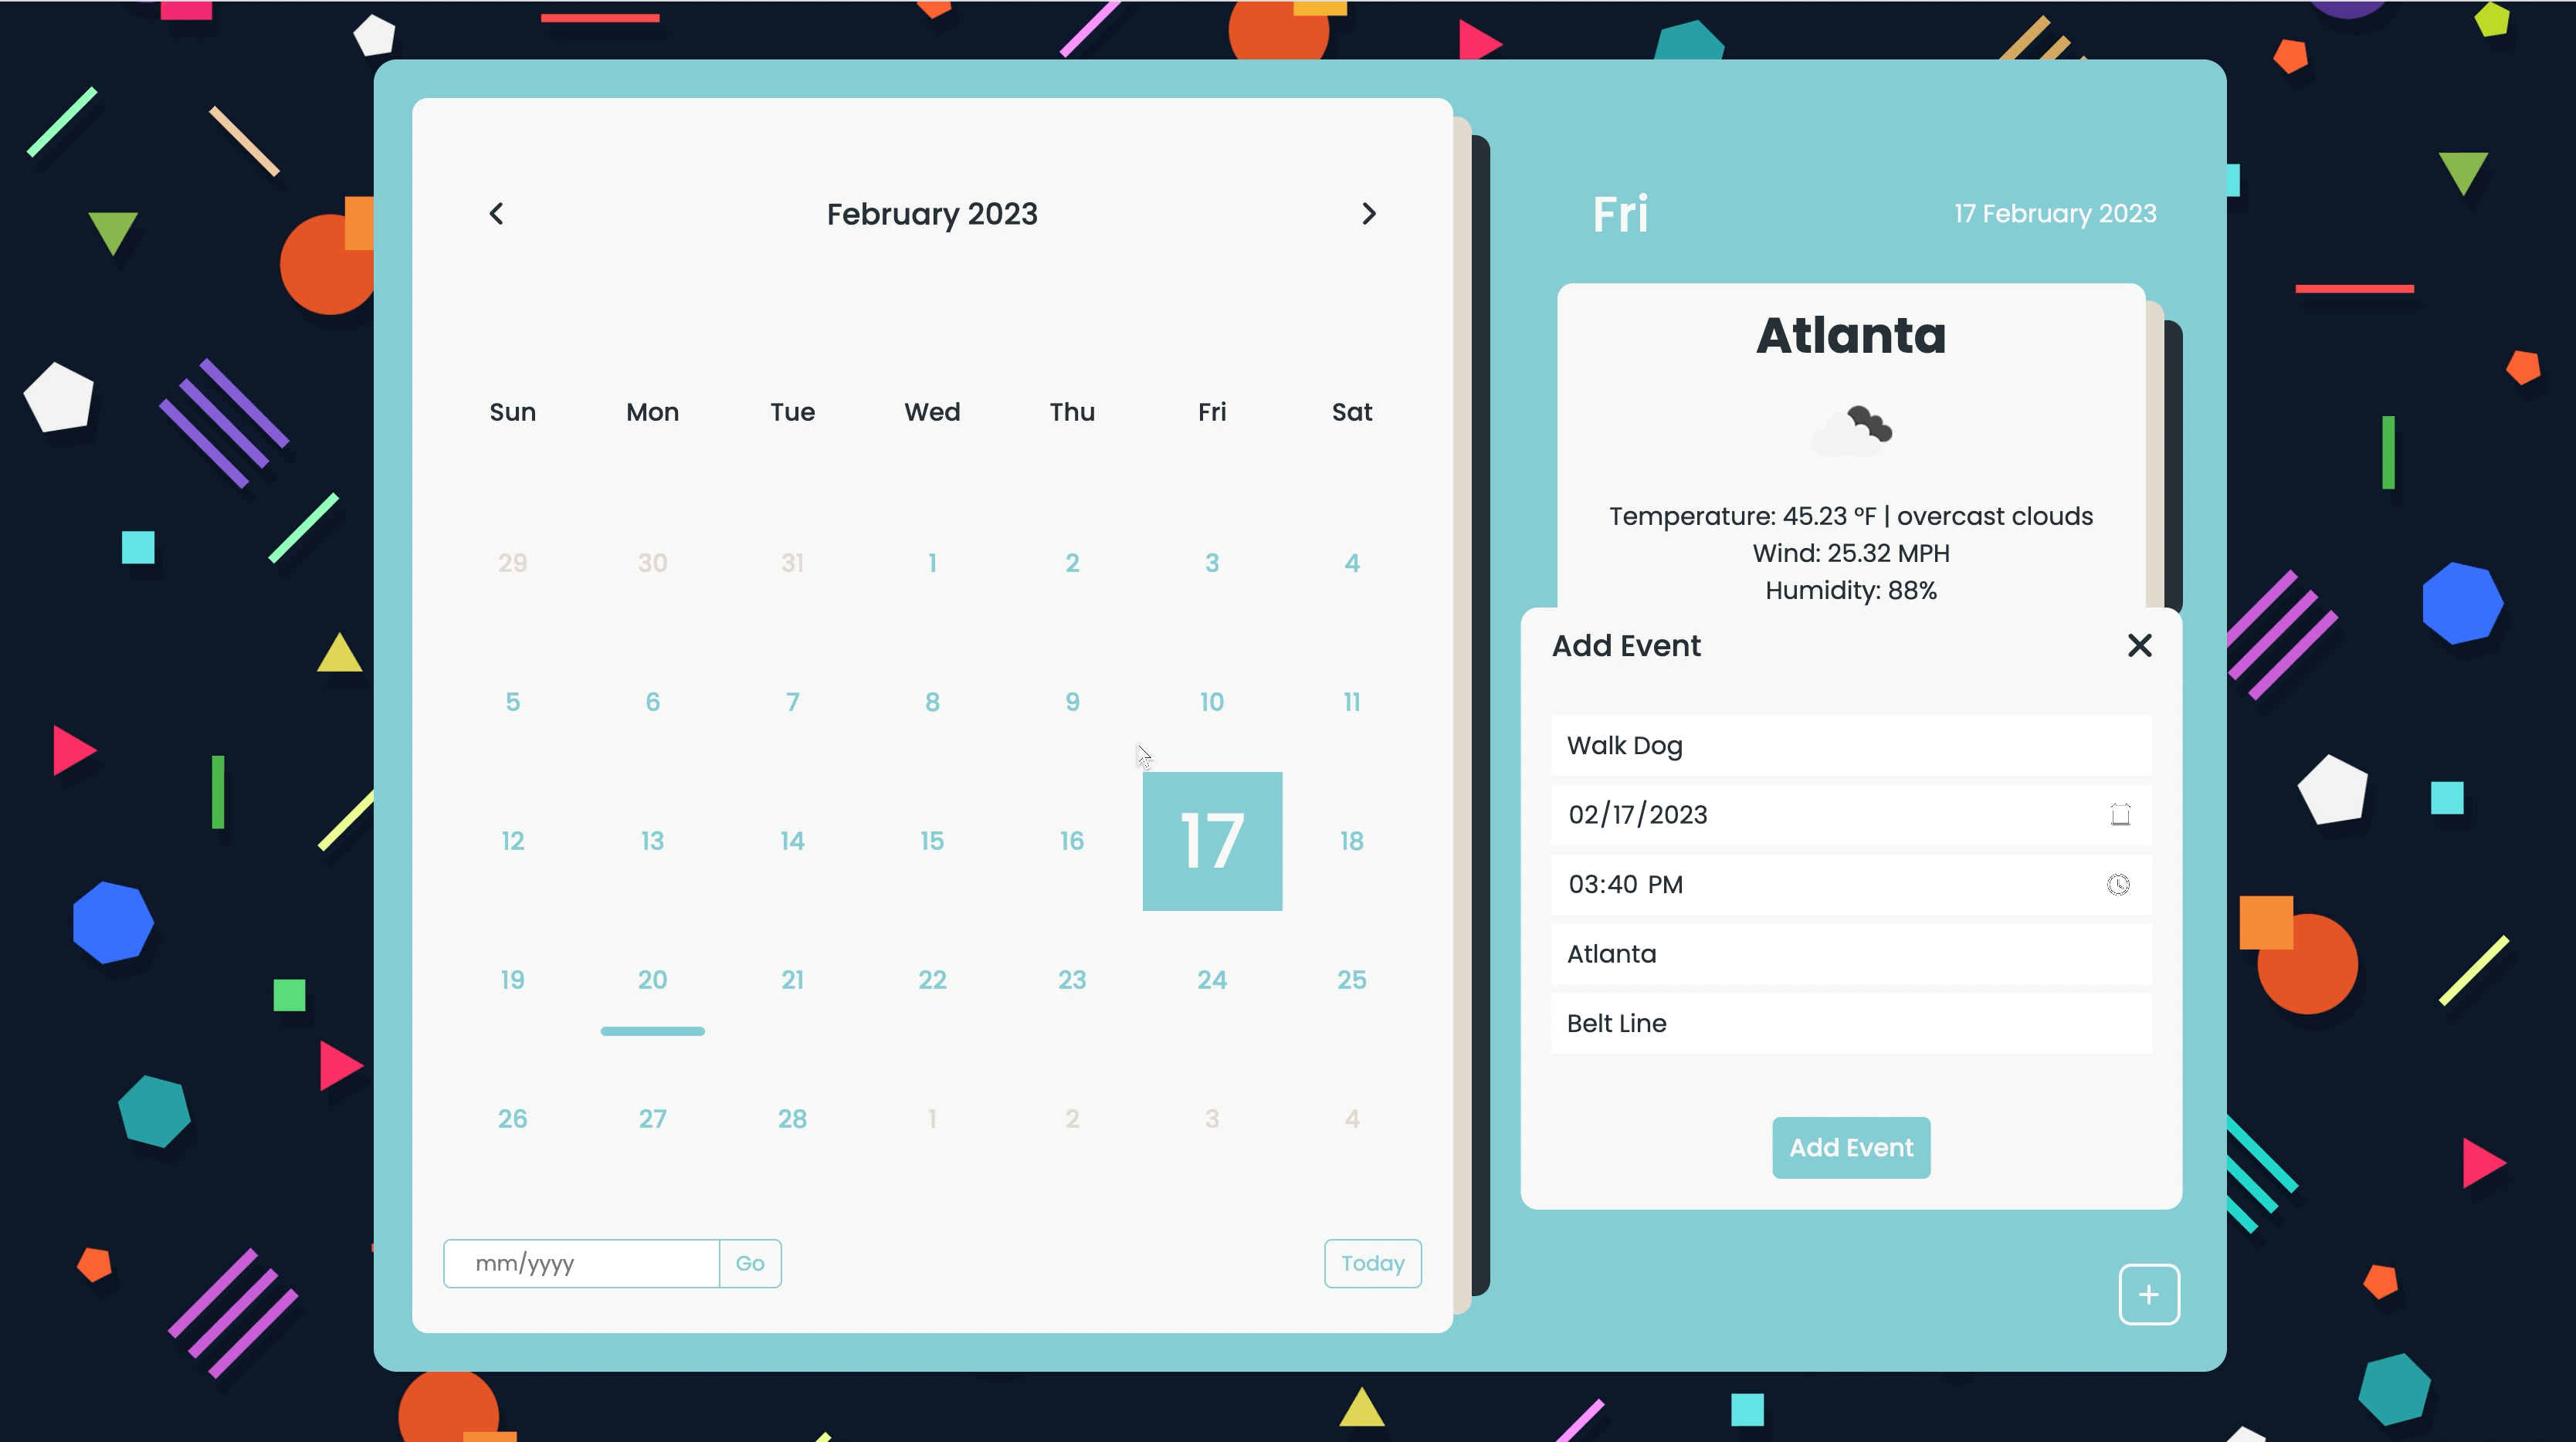 February 2023
Sun Mon Tue Wed Thu Fri Sat
29 30 31 1 2 3 4
5 6 7 8 9 10 11
12 13 14 15 16 17 18
19 20 21 22 23 24 25
26 27 28 1 2 3 4
mm/yyyy Go Today
Fri 17 February 2023
Atlanta
Temperature: 45.23 °F | overcast clouds
Wind: 25.32 MPH
Humidity: 88%
Add Event
Walk Dog
02/17/2023
03:40 PM
Atlanta
Belt Line
Add Event
+